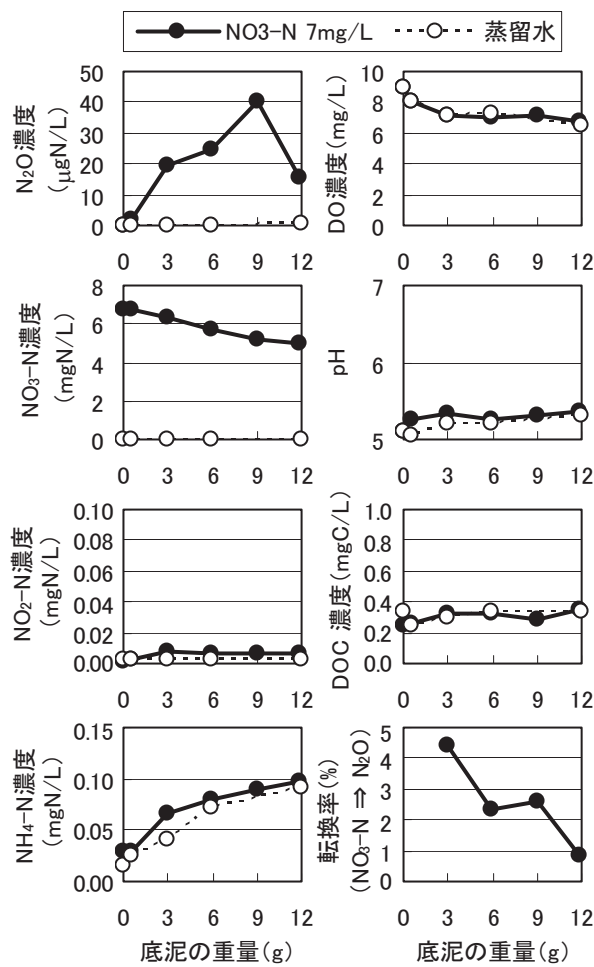 NO3-N 7mg/L 蒸留水
N₂O濃度
(μgN/L)
50
40
30
20
10
0
0 3 6 9 12
DO濃度(mg/L)
10
8
6
4
2
0
0 3 6 9 12
NO₃-N濃度
(mgN/L)
8
6
4
2
0
0 3 6 9 12
pH
7
6
5
0 3 6 9 12
NO₂-N濃度
(mgN/L)
0.10
0.08
0.06
0.04
0.02
0.00
0 3 6 9 12
DOC 濃度(mgC/L)
1.0
0.8
0.6
0.4
0.2
0.0
0 3 6 9 12
NH₄-N濃度
(mgN/L)
0.15
0.10
0.05
0.00
0 3 6 9 12
底泥の重量(g)
転換率(%)
(NO₃-N ⇒ N₂O)
5
4
3
2
1
0
0 3 6 9 12
底泥の重量(g)